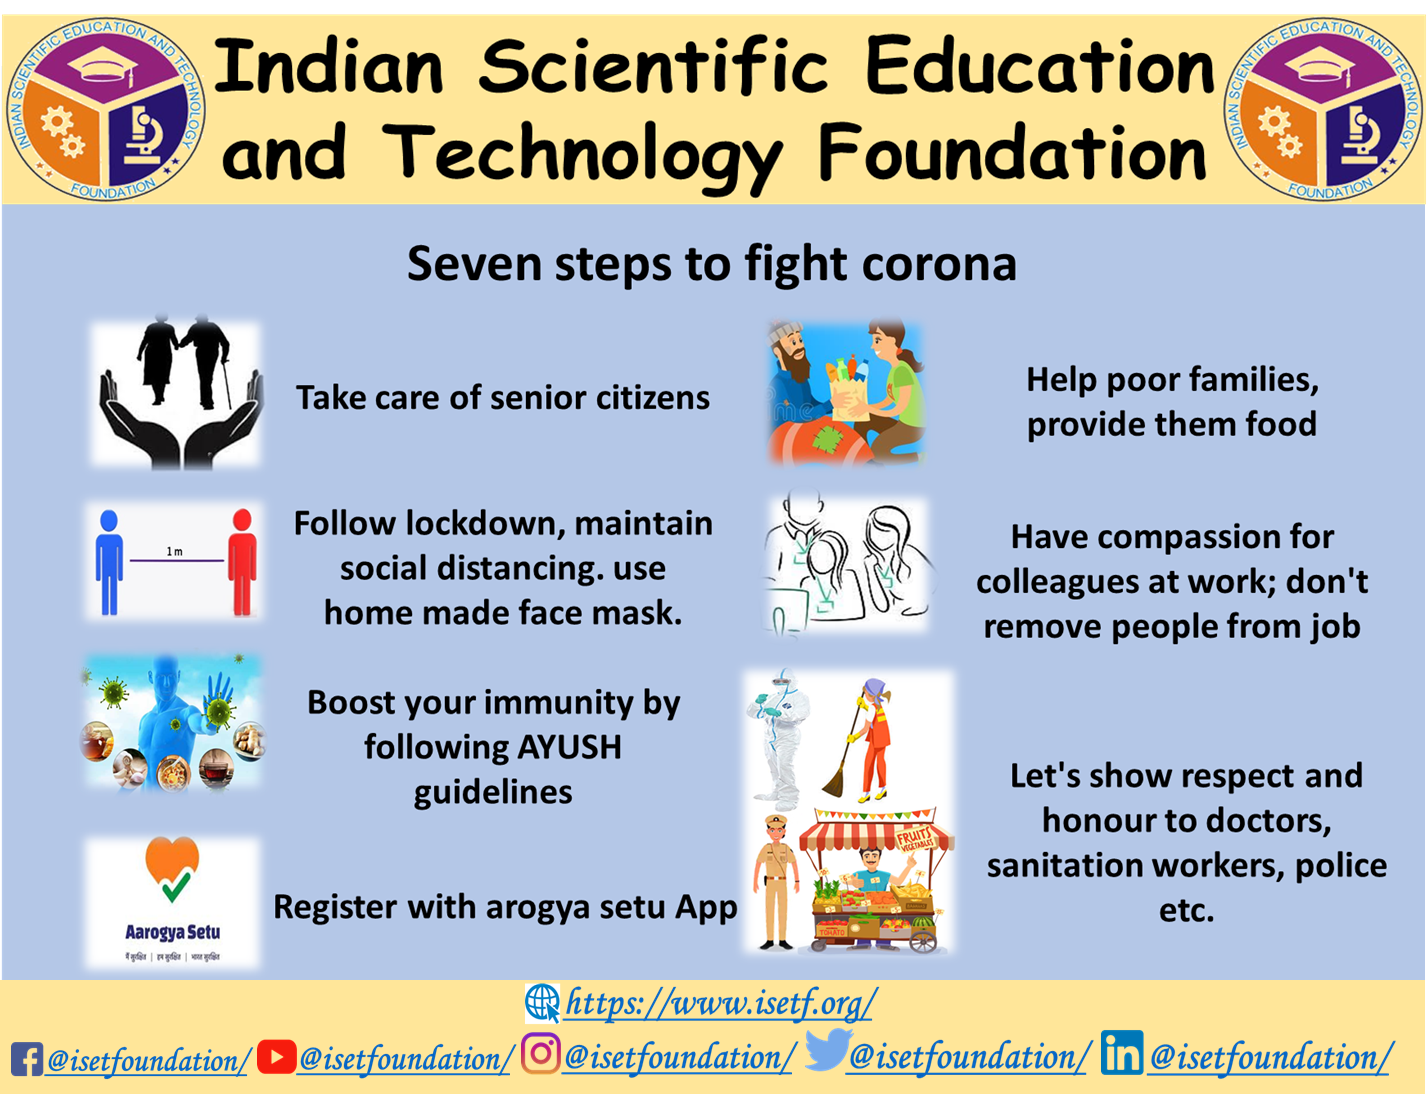 INDIAN SCIENTIFIC EDUCATION AND TECHNOLOGY
FOUNDATION
Indian Scientific Education
and Technology Foundation
INDIAN SCIENTIFIC EDUCATION AND TECHNOLOGY
FOUNDATION
Seven steps to fight corona
Take care of senior citizens
1 m
Follow lockdown, maintain
social distancing. use
home made face mask.
Boost your immunity by
following AYUSH
guidelines
Aarogya Setu
मैं सुरक्षित | हम सुरक्षित | भारत सुरक्षित
Register with arogya setu App
Help poor families,
provide them food
Have compassion for
colleagues at work; don't
remove people from job
FRUITS
VEGETABLES
TOMATO
Let's show respect and
honour to doctors,
sanitation workers, police
etc.
https://www.isetf.org/
@isetfoundation/ @isetfoundation/ @isetfoundation/ @isetfoundation/ @isetfoundation/